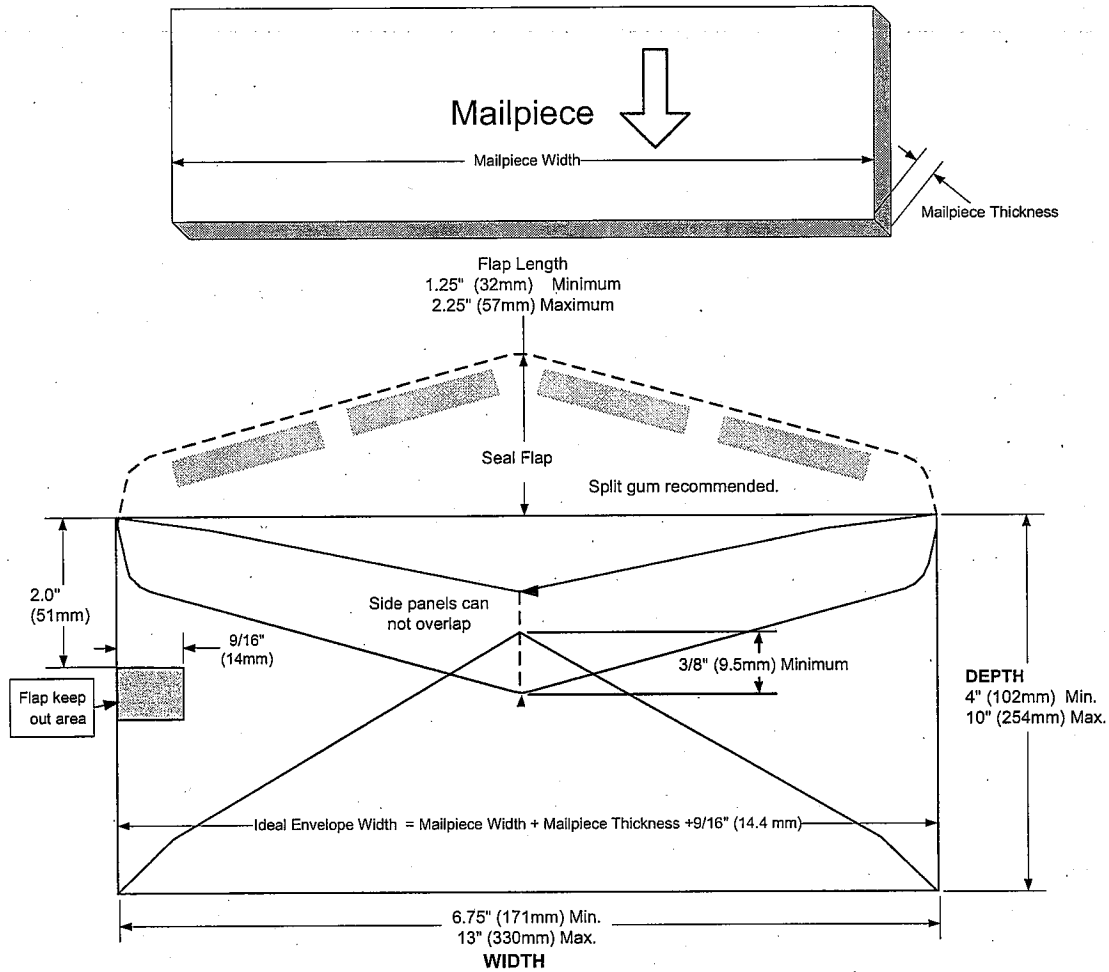 Mailpiece
Mailpiece Width
Mailpiece Thickness
Flap Length
1.25" (32mm) Minimum
2.25" (57mm) Maximum
Seal Flap
Split gum recommended.
2.0"
(51mm)
Side panels can
not overlap
9/16"
(14mm)
3/8" (9.5mm) Minimum
Flap keep
out area
DEPTH
4" (102mm) Min.
10" (254mm) Max.
Ideal Envelope Width = Mailpiece Width + Mailpiece Thickness +9/16" (14.4 mm)
6.75" (171mm) Min.
13" (330mm) Max.
WIDTH